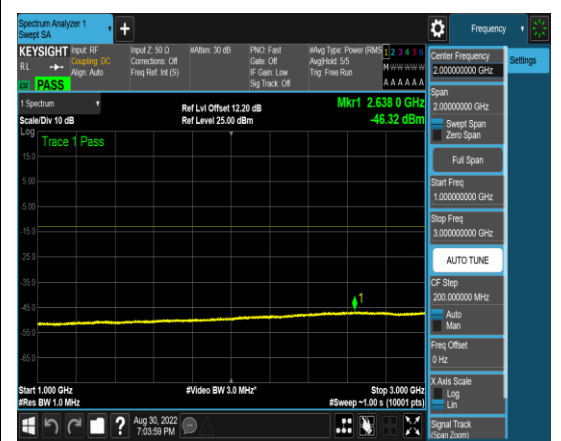 Spectrum Analyzer 1
Swept SA
+
Frequency
KEYSIGHT
Input: RF
Coupling: DC
Align: Auto
Input Z: 50 Ω
Corrections: Off
Freq Ref: Int (S)
#Atten: 30 dB
PNO: Fast
Gate: Off
IF Gain: Low
Sig Track: Off
#Avg Type: Power (RMS
Avg|Hold: 5/5
Trig: Free Run
1 2 3 4 5 6
M W W W W W
A A A A A A
R L
LXI PASS
1 Spectrum
Scale/Div 10 dB
Ref Lvl Offset 12.20 dB
Ref Level 25.00 dBm
Mkr1 2.638 0 GHz
-46.32 dBm
Log
Trace 1 Pass
15.0
5.00
-5.00
-15.0
-25.0
-35.0
-45.0
-55.0
-65.0
1
Start 1.000 GHz
#Res BW 1.0 MHz
#Video BW 3.0 MHz*
Stop 3.000 GHz
#Sweep ~1.00 s (10001 pts)
Aug 30, 2022
7:03:59 PM
?
Center Frequency
2.000000000 GHz
Settings
Span
2.00000000 GHz
Swept Span
Zero Span
Full Span
Start Freq
1.000000000 GHz
Stop Freq
3.000000000 GHz
AUTO TUNE
CF Step
200.000000 MHz
Auto
Man
Freq Offset
0 Hz
X Axis Scale
Log
Lin
Signal Track
(Span Zoom)